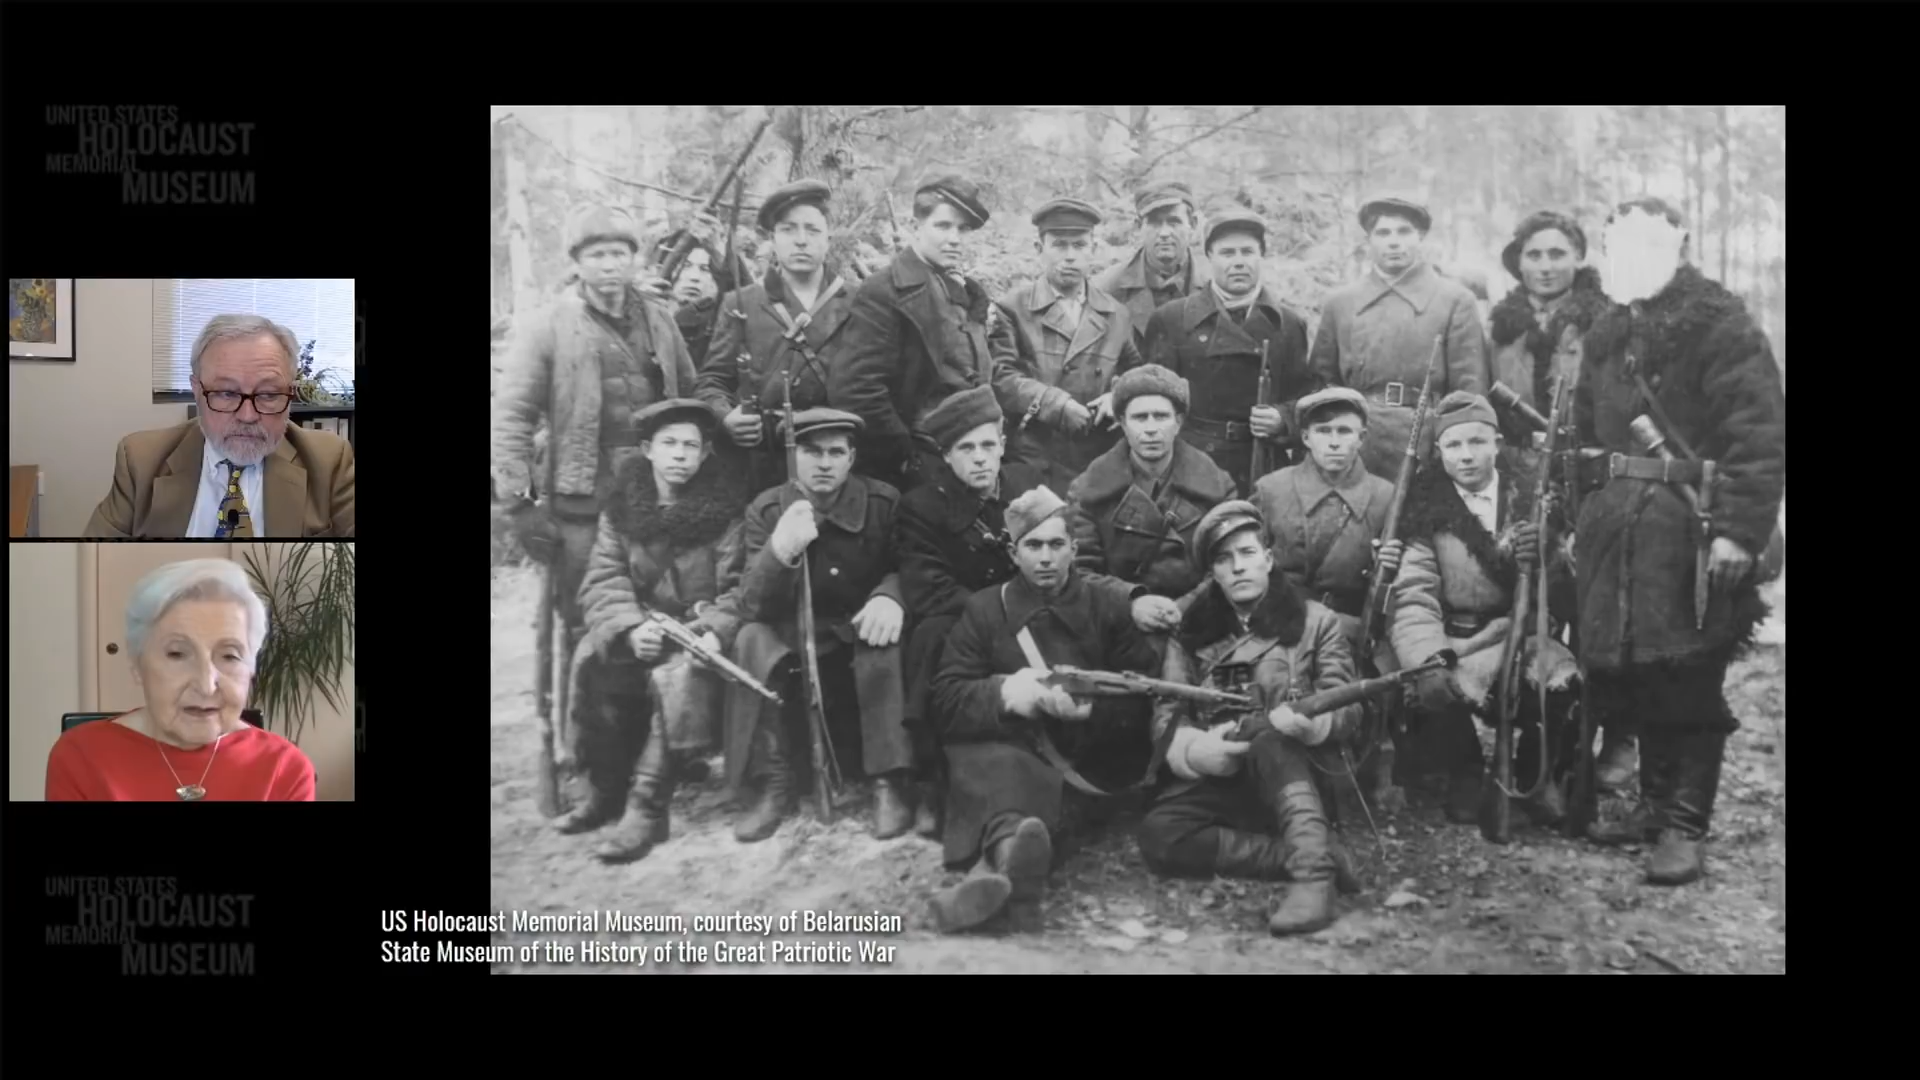 UNITED STATES
HOLOCAUST
MEMORIAL
MUSEUM
US Holocaust Memorial Museum, courtesy of Belarusian
State Museum of the History of the Great Patriotic War
UNITED STATES
HOLOCAUST
MEMORIAL
MUSEUM